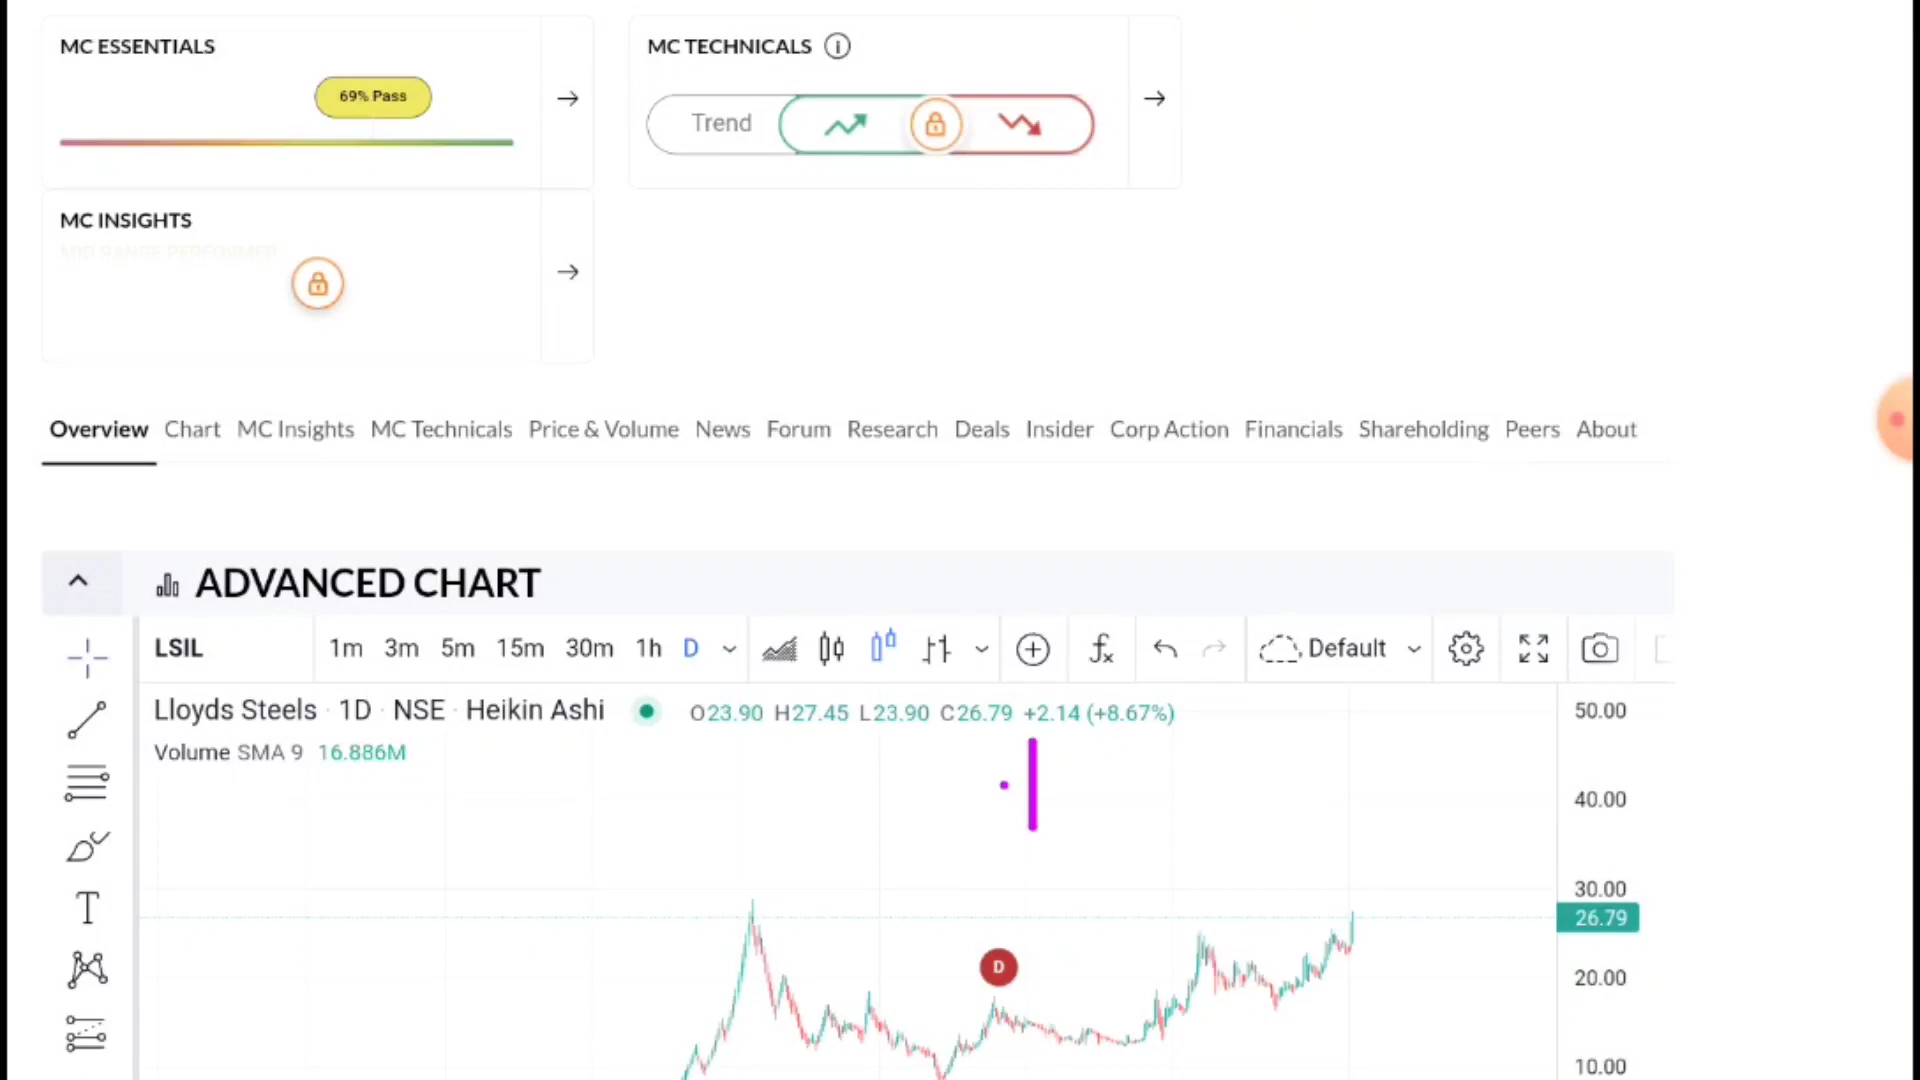 MC ESSENTIALS
69% Pass
MC TECHNICALS
Trend
MC INSIGHTS
MID RANGE PERFORMER
Overview Chart MC Insights MC Technicals Price & Volume News Forum Research Deals Insider Corp Action Financials Shareholding Peers About
ADVANCED CHART
LSIL 1m 3m 5m 15m 30m 1h D Default
Lloyds Steels · 1D · NSE · Heikin Ashi O23.90 H27.45 L23.90 C26.79 +2.14 (+8.67%)
Volume SMA 9 16.886M
50.00
40.00
30.00
26.79
D
20.00
10.00